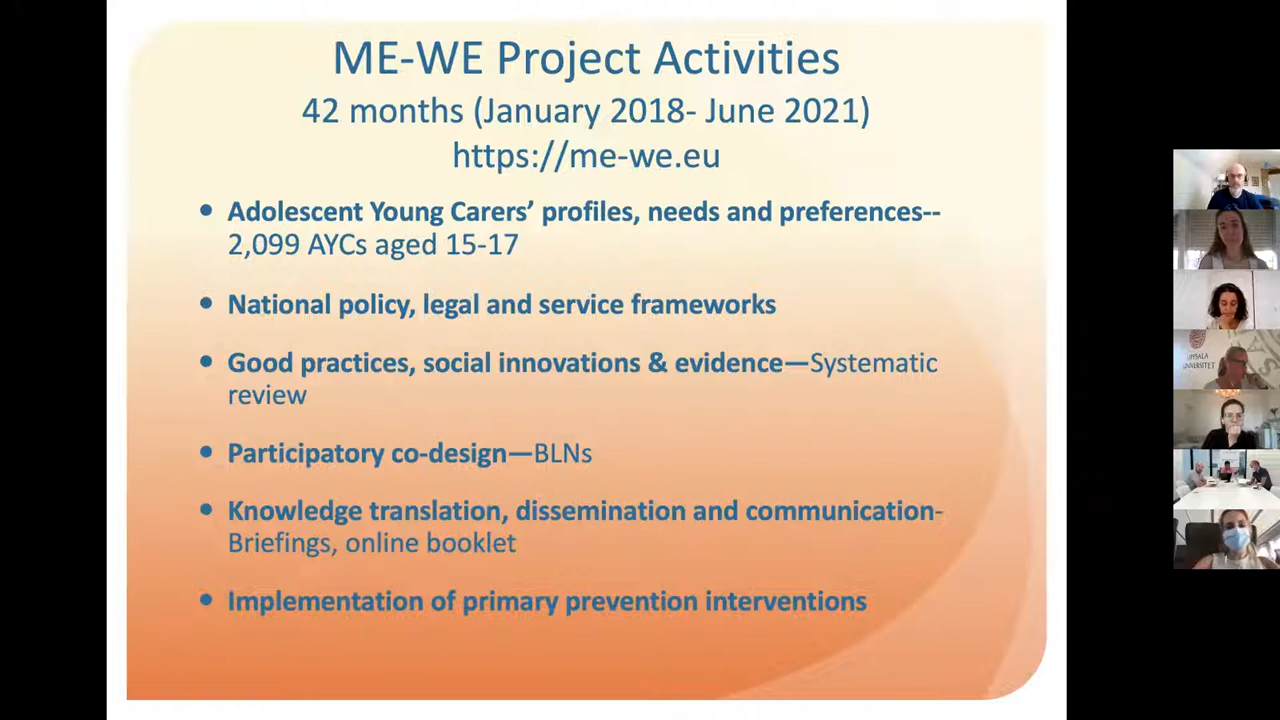 ME-WE Project Activities
42 months (January 2018- June 2021)
https://me-we.eu
• Adolescent Young Carers’ profiles, needs and preferences--
2,099 AYCs aged 15-17
• National policy, legal and service frameworks
• Good practices, social innovations & evidence—Systematic
review
• Participatory co-design—BLNs
• Knowledge translation, dissemination and communication-
Briefings, online booklet
• Implementation of primary prevention interventions
UPPSALA
UNIVERSITET